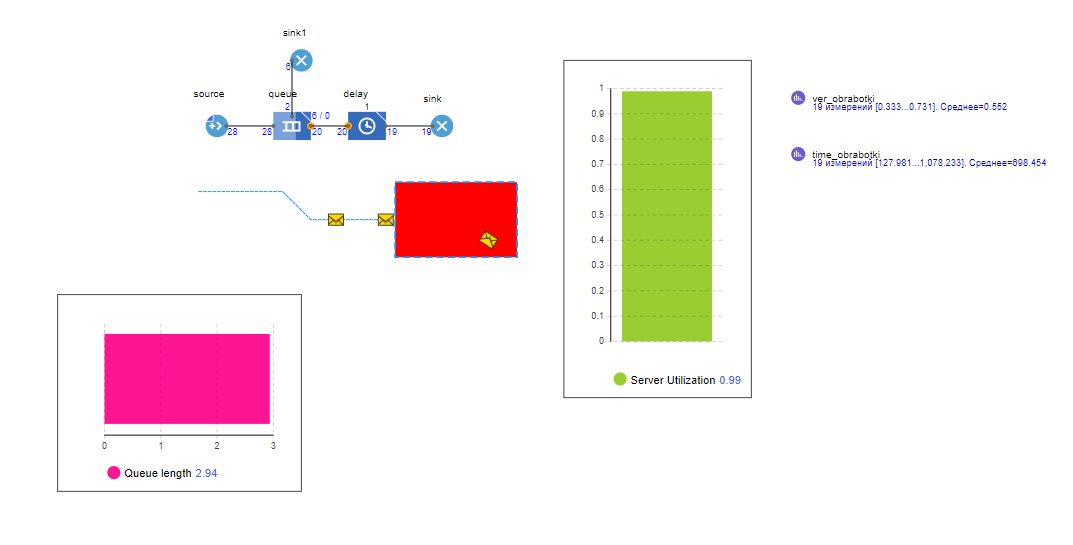 sink1
6
source
queue
delay
sink
2
6 / 0
1
28
28
20
20
19
19
1
0.9
0.8
0.7
0.6
0.5
0.4
0.3
0.2
0.1
0
Server Utilization 0.99
ver_obrabotki
19 измерений [0.333...0.731]. Среднее=0.552
time_obrabotki
19 измерений [127.981...1,078.233]. Среднее=698.454
0 1 2 3
Queue length 2.94